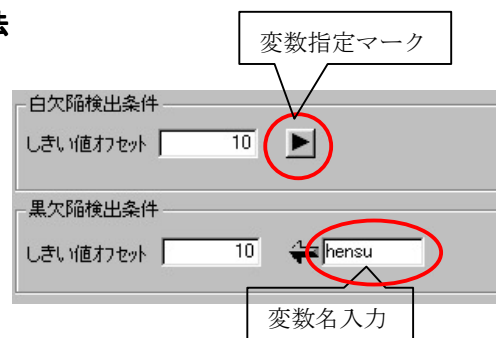 法
変数指定マーク
白欠陥検出条件
しきい値オフセット 10
黒欠陥検出条件
しきい値オフセット 10 hensu
変数名入力